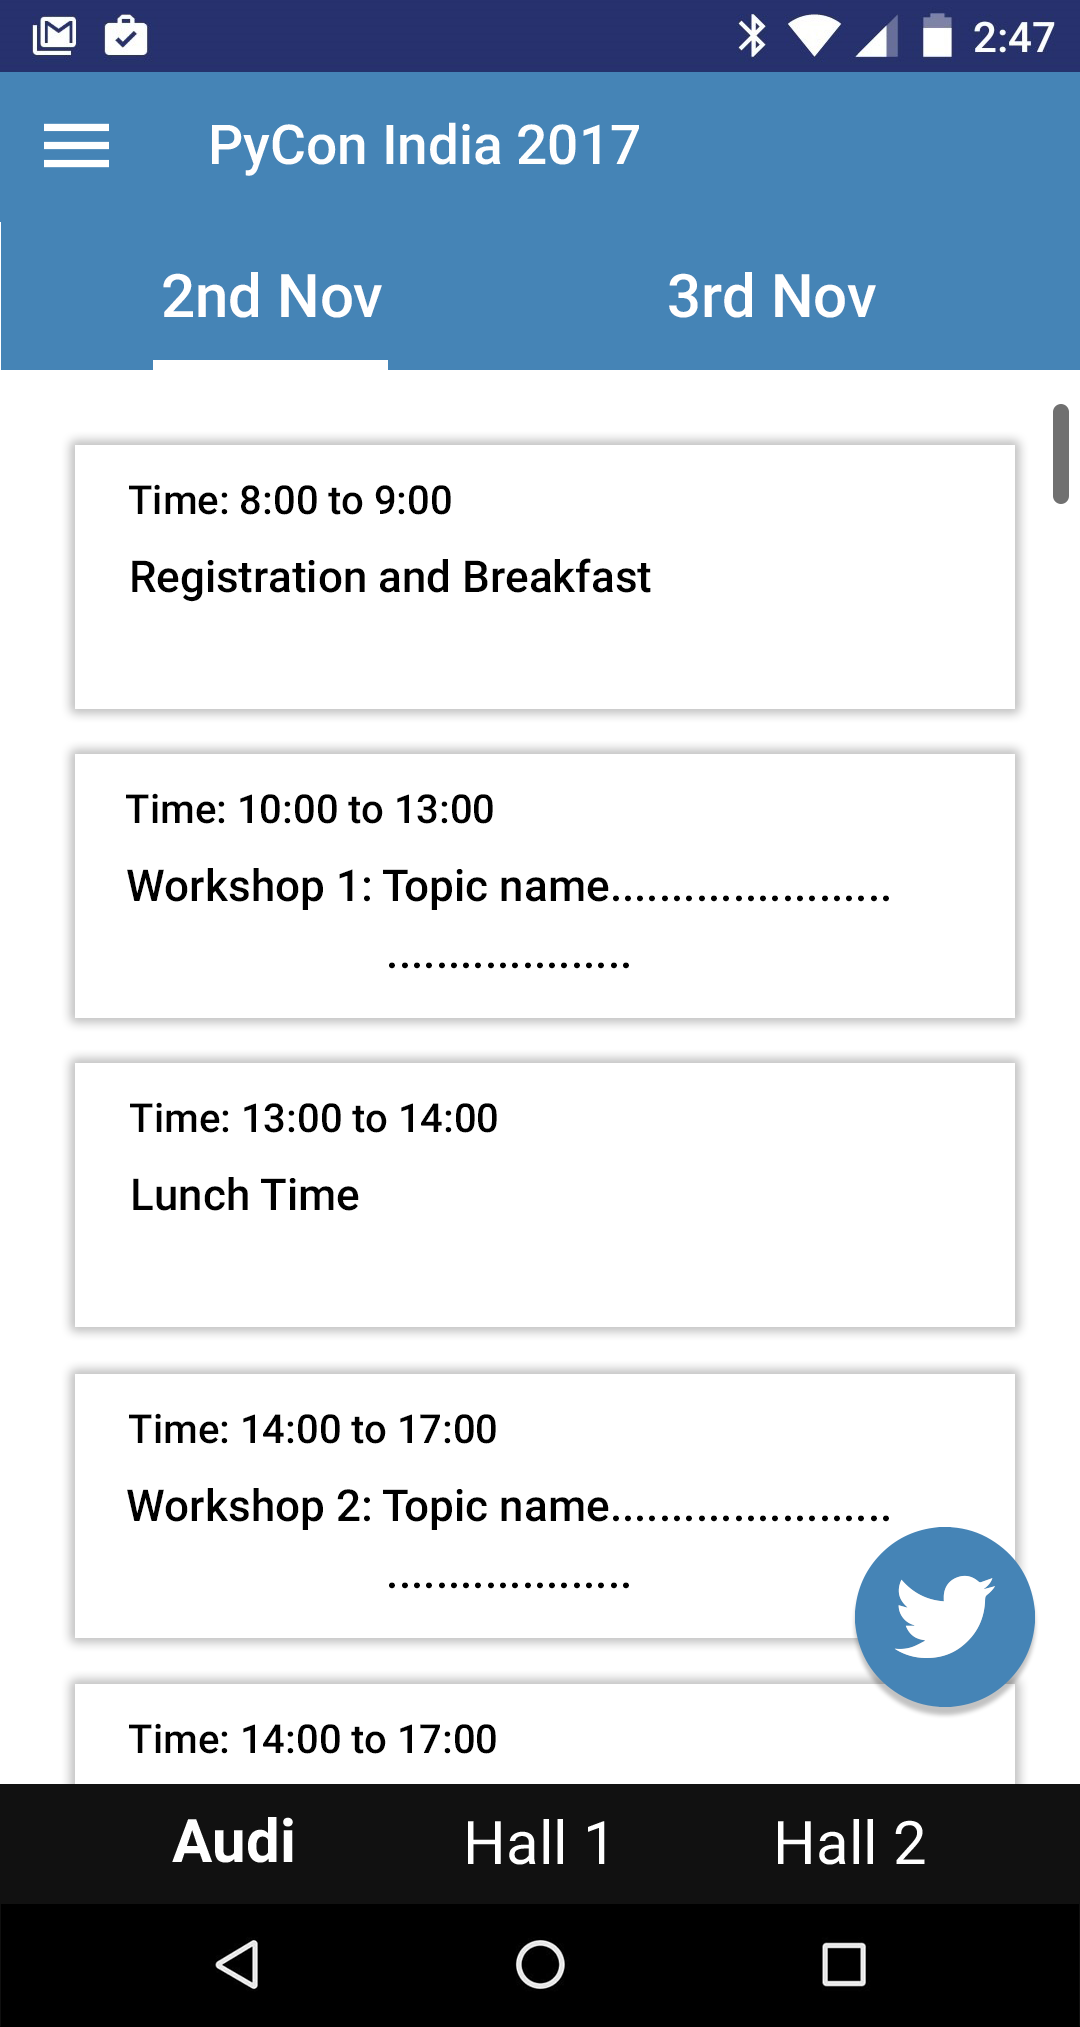 2:47
PyCon India 2017
2nd Nov 3rd Nov
Time: 8:00 to 9:00
Registration and Breakfast
Time: 10:00 to 13:00
Workshop 1: Topic name.......................
....................
Time: 13:00 to 14:00
Lunch Time
Time: 14:00 to 17:00
Workshop 2: Topic name.......................
....................
Time: 14:00 to 17:00
Audi Hall 1 Hall 2